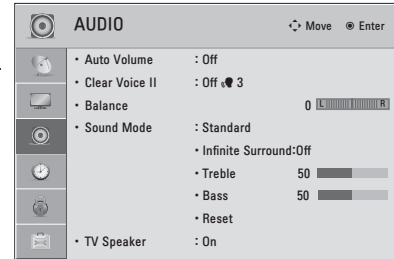 AUDIO Move Enter
• Auto Volume : Off
• Clear Voice II : Off 3
• Balance 0 L R
• Sound Mode : Standard
• Infinite Surround:Off
• Treble 50
• Bass 50
• Reset
• TV Speaker : On